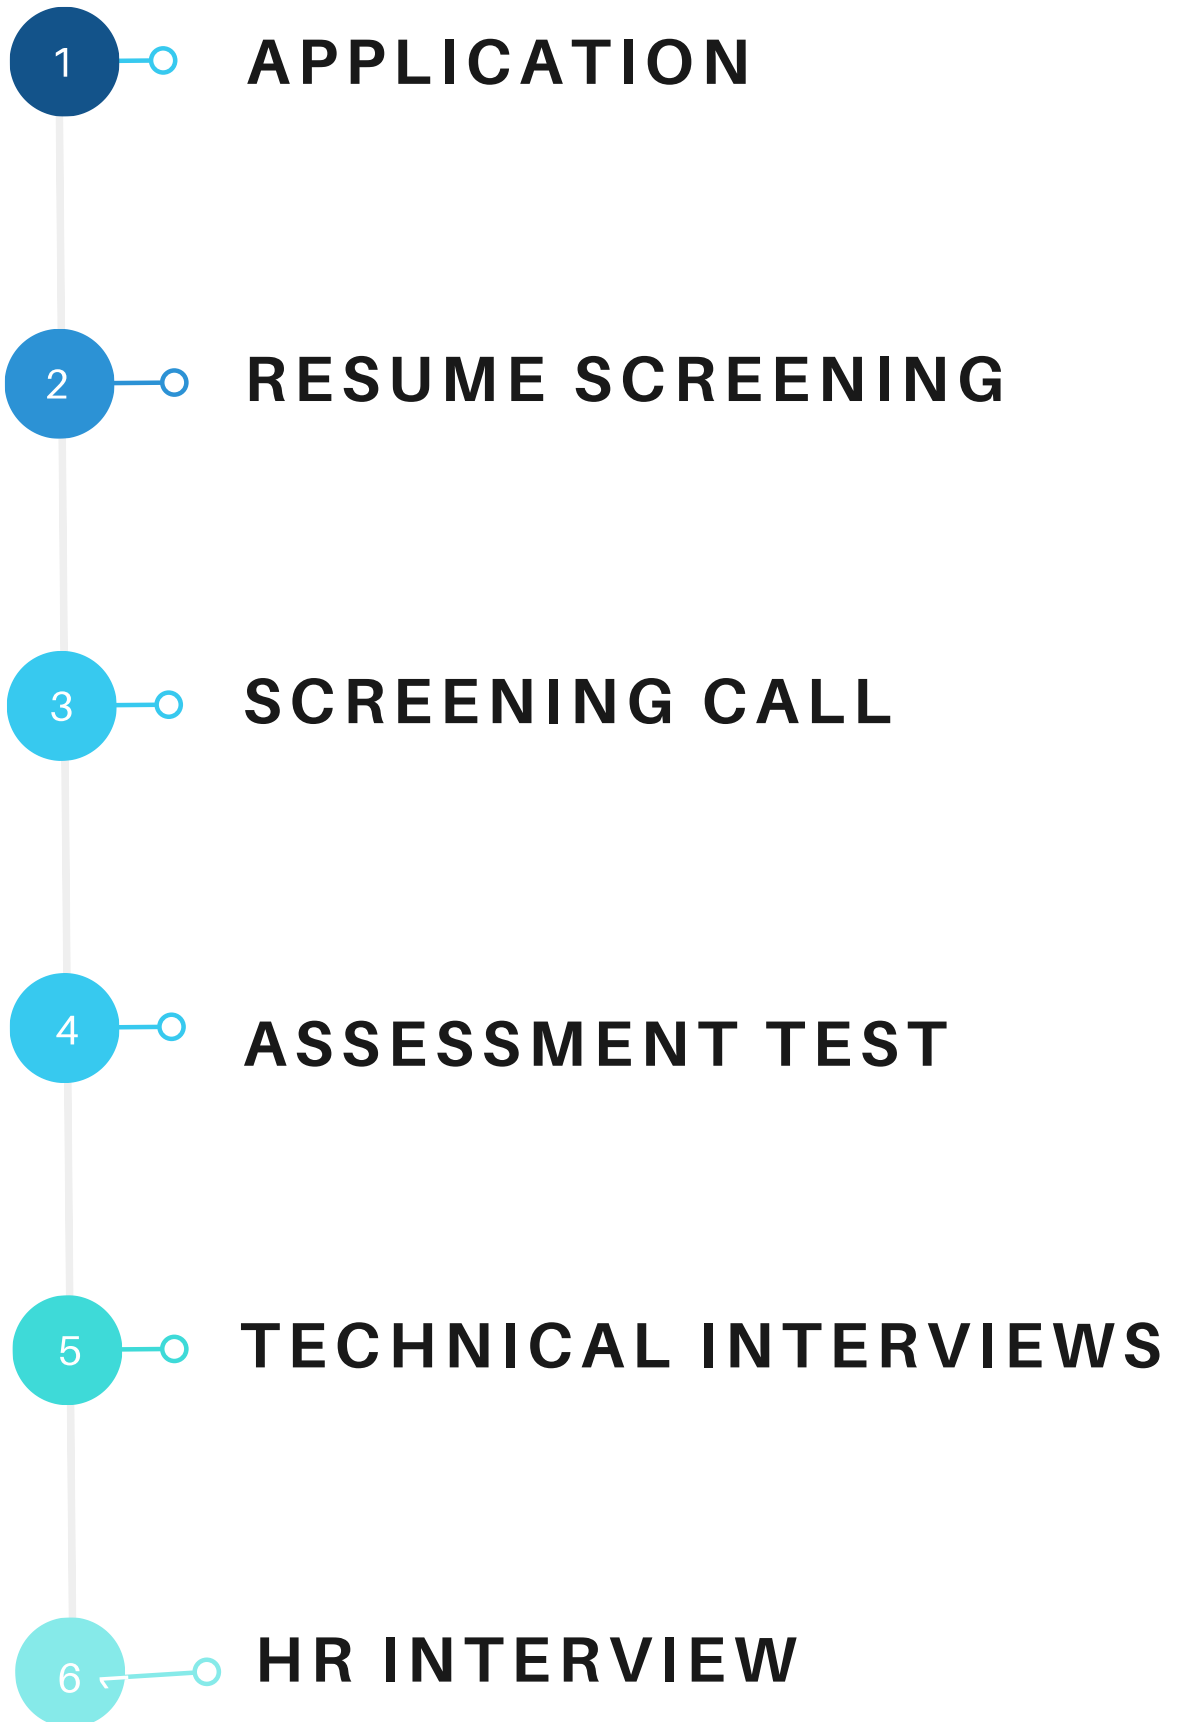 1
APPLICATION
2
RESUME SCREENING
3
SCREENING CALL
4
ASSESSMENT TEST
5
TECHNICAL INTERVIEWS
6
HR INTERVIEW